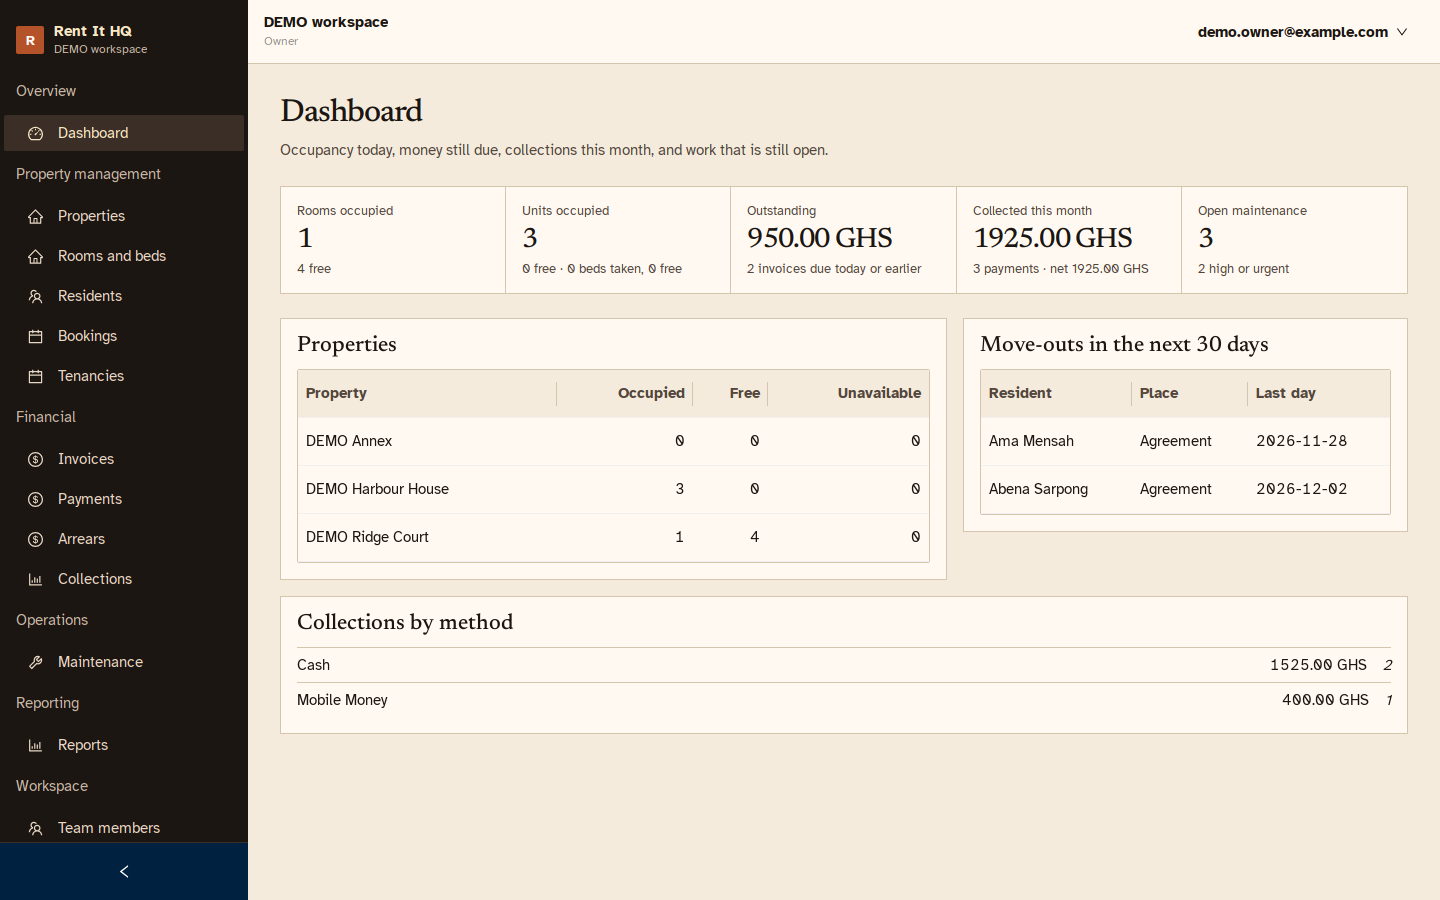 R
Rent It HQ
DEMO workspace
Overview
Dashboard
Property management
Properties
Rooms and beds
Residents
Bookings
Tenancies
Financial
Invoices
Payments
Arrears
Collections
Operations
Maintenance
Reporting
Reports
Workspace
Team members
DEMO workspace
Owner
demo.owner@example.com
Dashboard
Occupancy today, money still due, collections this month, and work that is still open.
Rooms occupied
1
4 free
Units occupied
3
0 free · 0 beds taken, 0 free
Outstanding
950.00 GHS
2 invoices due today or earlier
Collected this month
1925.00 GHS
3 payments · net 1925.00 GHS
Open maintenance
3
2 high or urgent
Properties
Property Occupied Free Unavailable
DEMO Annex 0 0 0
DEMO Harbour House 3 0 0
DEMO Ridge Court 1 4 0
Move-outs in the next 30 days
Resident Place Last day
Ama Mensah Agreement 2026-11-28
Abena Sarpong Agreement 2026-12-02
Collections by method
Cash 1525.00 GHS 2
Mobile Money 400.00 GHS 1